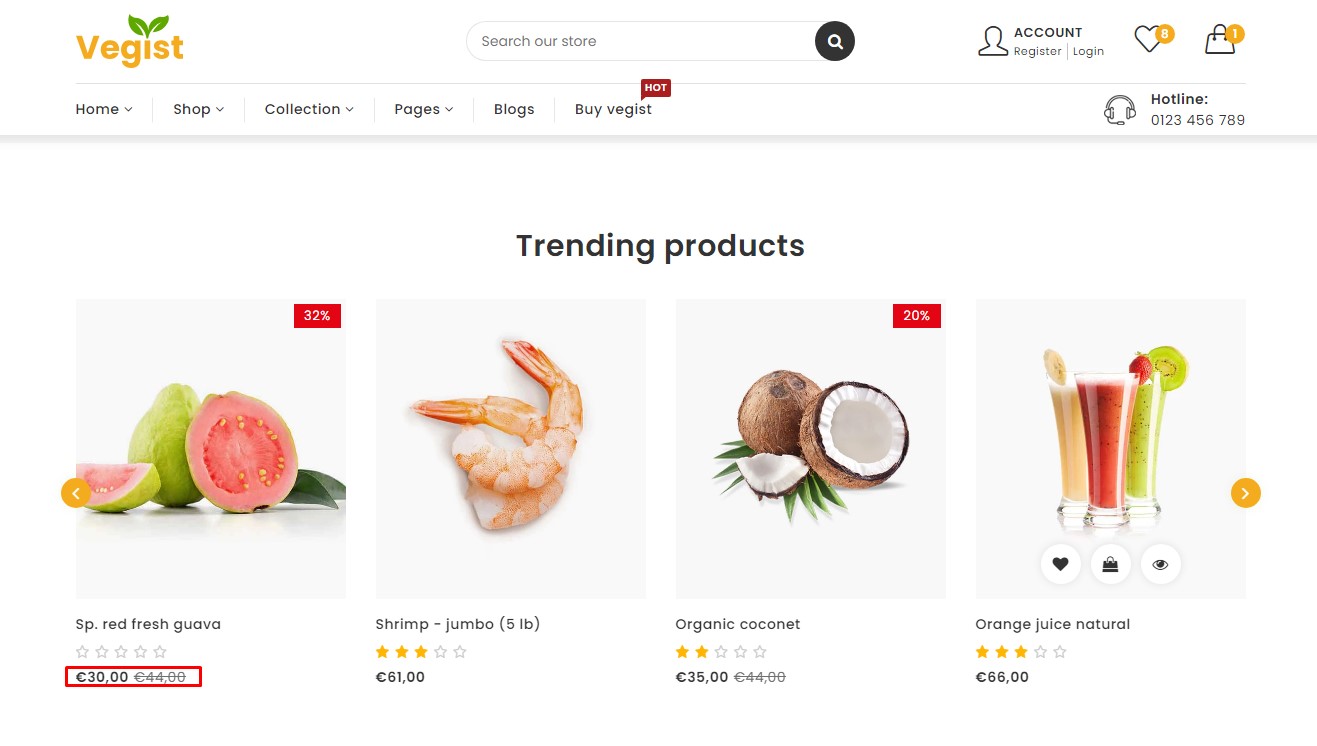 Vegist
Search our store
ACCOUNT
Register Login
8
1
Home Shop Collection Pages Blogs Buy vegist
HOT
Hotline:
0123 456 789
Trending products
32%
20%
Sp. red fresh guava
€30,00 €44,00
Shrimp - jumbo (5 lb)
€61,00
Organic coconet
€35,00 €44,00
Orange juice natural
€66,00